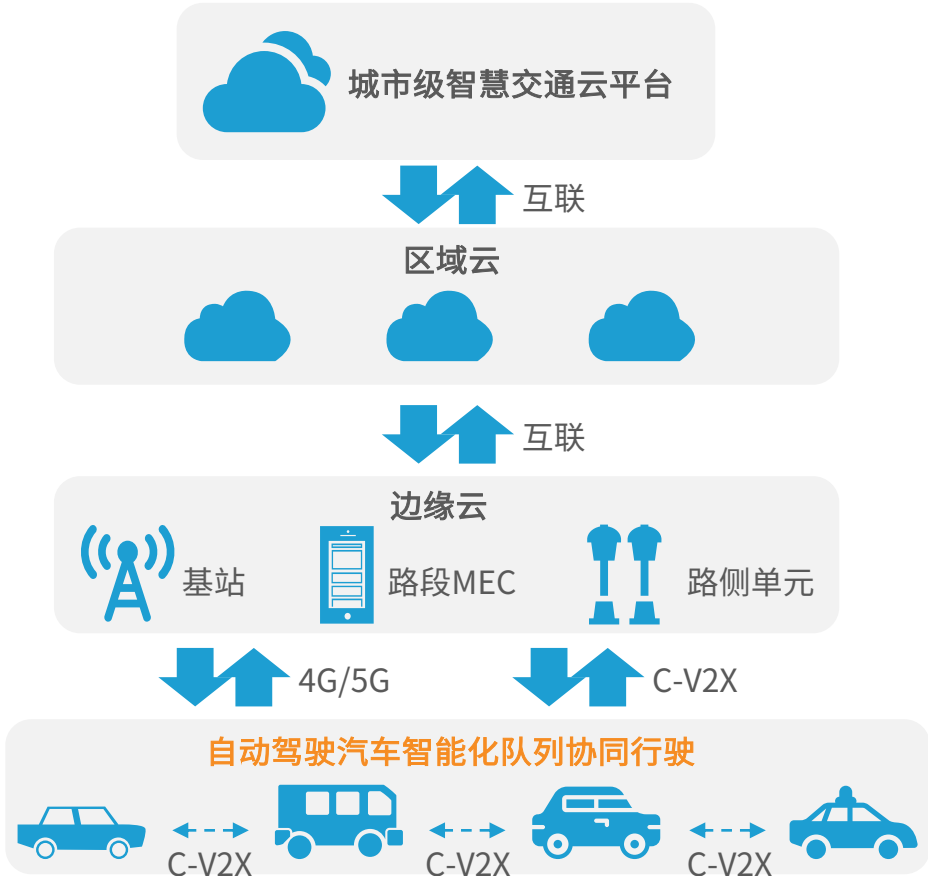 城市级智慧交通云平台
互联
区域云
互联
边缘云
基站
路段MEC
路侧单元
4G/5G
C-V2X
自动驾驶汽车智能化队列协同行驶
C-V2X
C-V2X
C-V2X